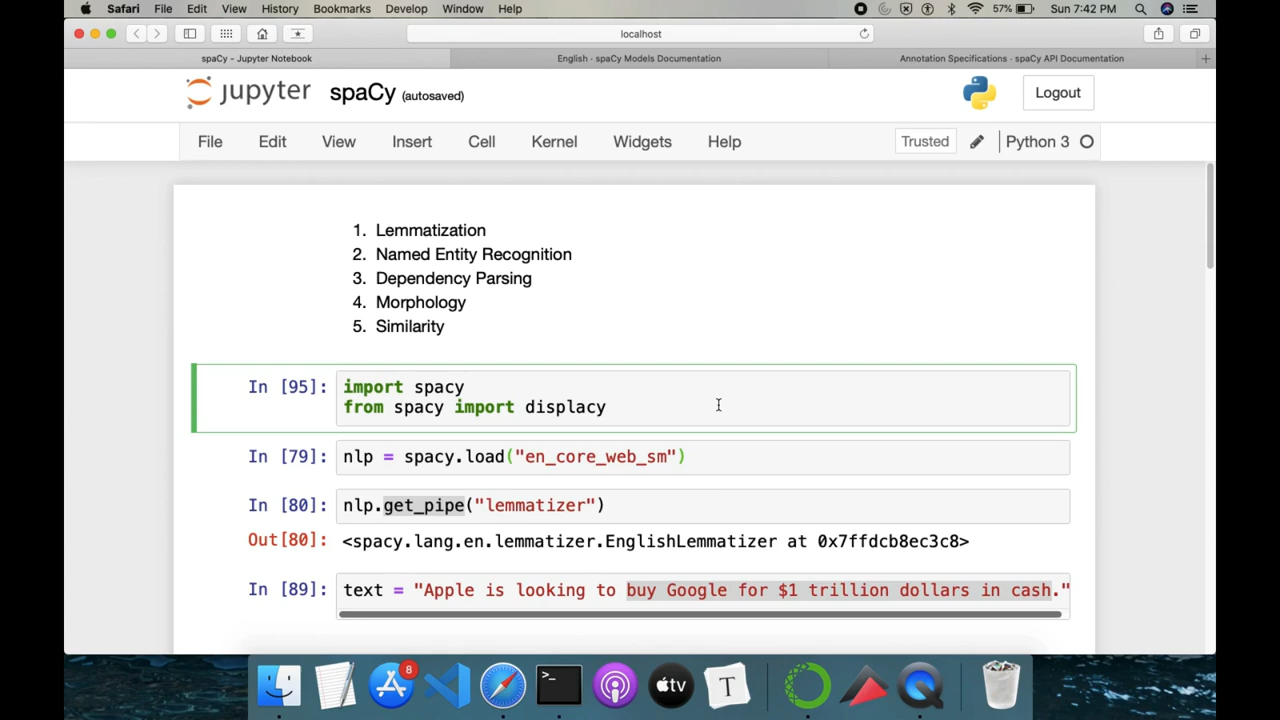 Safari File Edit View History Bookmarks Develop Window Help 57% Sun 7:42 PM
localhost
spaCy - Jupyter Notebook English · spaCy Models Documentation Annotation Specifications · spaCy API Documentation +
jupyter spaCy (autosaved) Logout
File Edit View Insert Cell Kernel Widgets Help Trusted Python 3
1. Lemmatization
2. Named Entity Recognition
3. Dependency Parsing
4. Morphology
5. Similarity
In [95]: import spacy
from spacy import displacy
In [79]: nlp = spacy.load("en_core_web_sm")
In [80]: nlp.get_pipe("lemmatizer")
Out[80]: <spacy.lang.en.lemmatizer.EnglishLemmatizer at 0x7ffdcb8ec3c8>
In [89]: text = "Apple is looking to buy Google for $1 trillion dollars in cash."
8
>_
tv
T